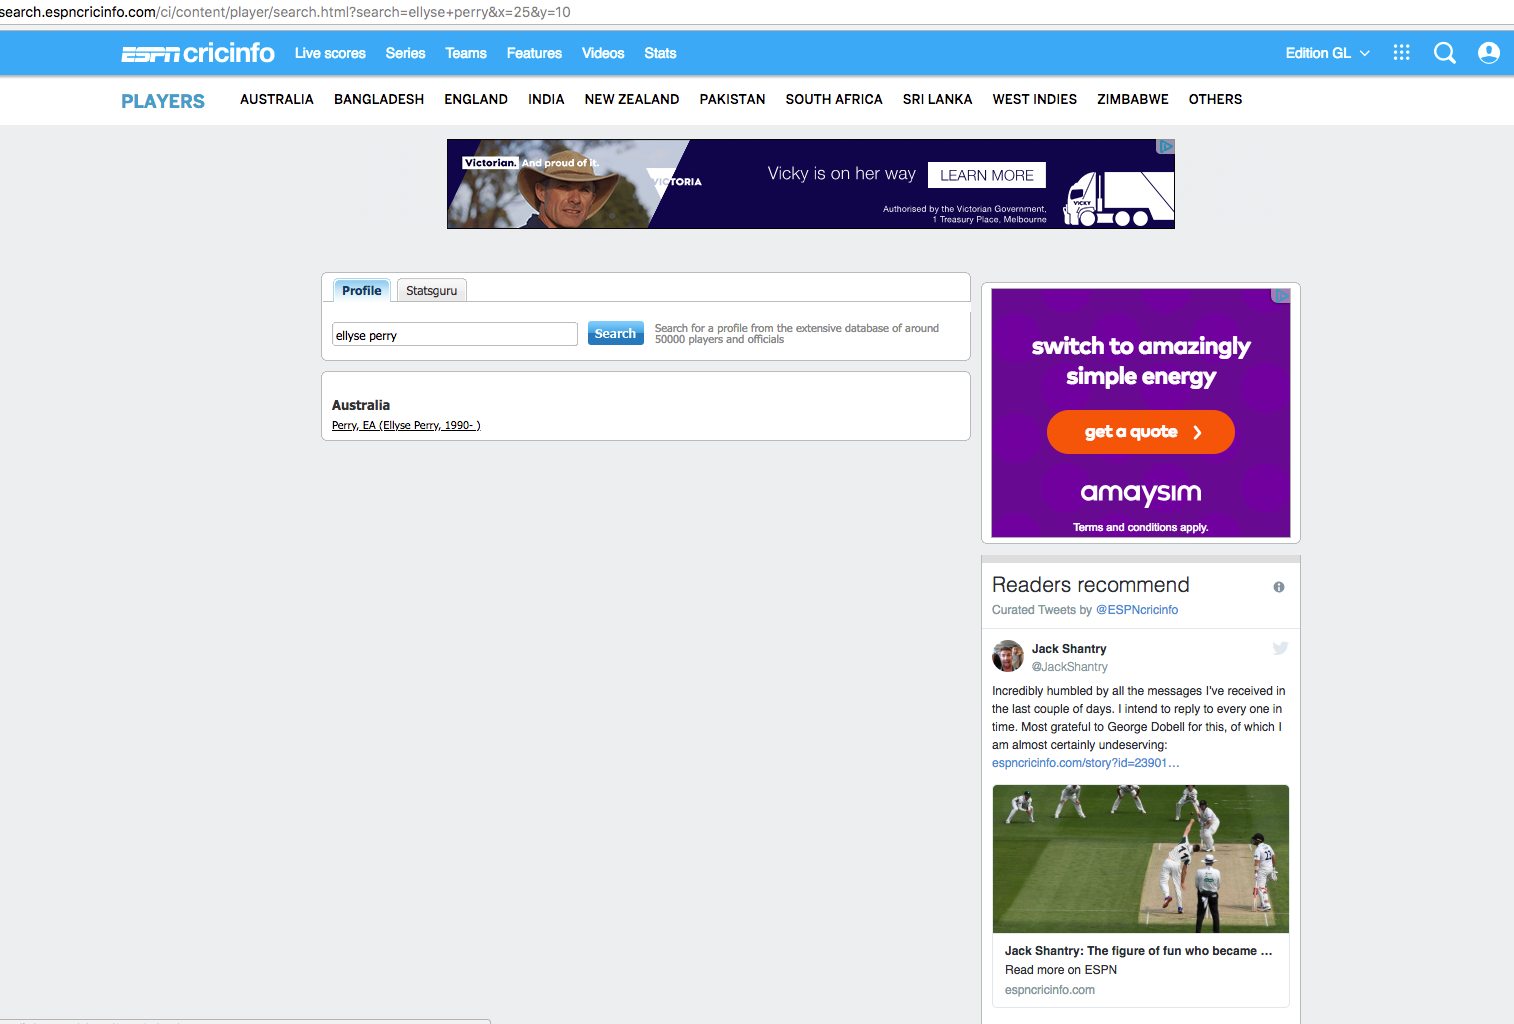 search.espncricinfo.com/ci/content/player/search.html?search=ellyse+perry&x=25&y=10
ESPN cricinfo Live scores Series Teams Features Videos Stats Edition GL
PLAYERS AUSTRALIA BANGLADESH ENGLAND INDIA NEW ZEALAND PAKISTAN SOUTH AFRICA SRI LANKA WEST INDIES ZIMBABWE OTHERS
Victorian. And proud of it.
VICTORIA
Vicky is on her way LEARN MORE
Authorised by the Victorian Government,
1 Treasury Place, Melbourne
VICKY
Profile Statsguru
ellyse perry Search
Search for a profile from the extensive database of around
50000 players and officials
Australia
Perry, EA (Ellyse Perry, 1990- )
switch to amazingly
simple energy
get a quote
amaysim
Terms and conditions apply.
Readers recommend
Curated Tweets by @ESPNcricinfo
Jack Shantry
@JackShantry
Incredibly humbled by all the messages I've received in
the last couple of days. I intend to reply to every one in
time. Most grateful to George Dobell for this, of which I
am almost certainly undeserving:
espncricinfo.com/story?id=23901…
11
22
Jack Shantry: The figure of fun who became ...
Read more on ESPN
espncricinfo.com